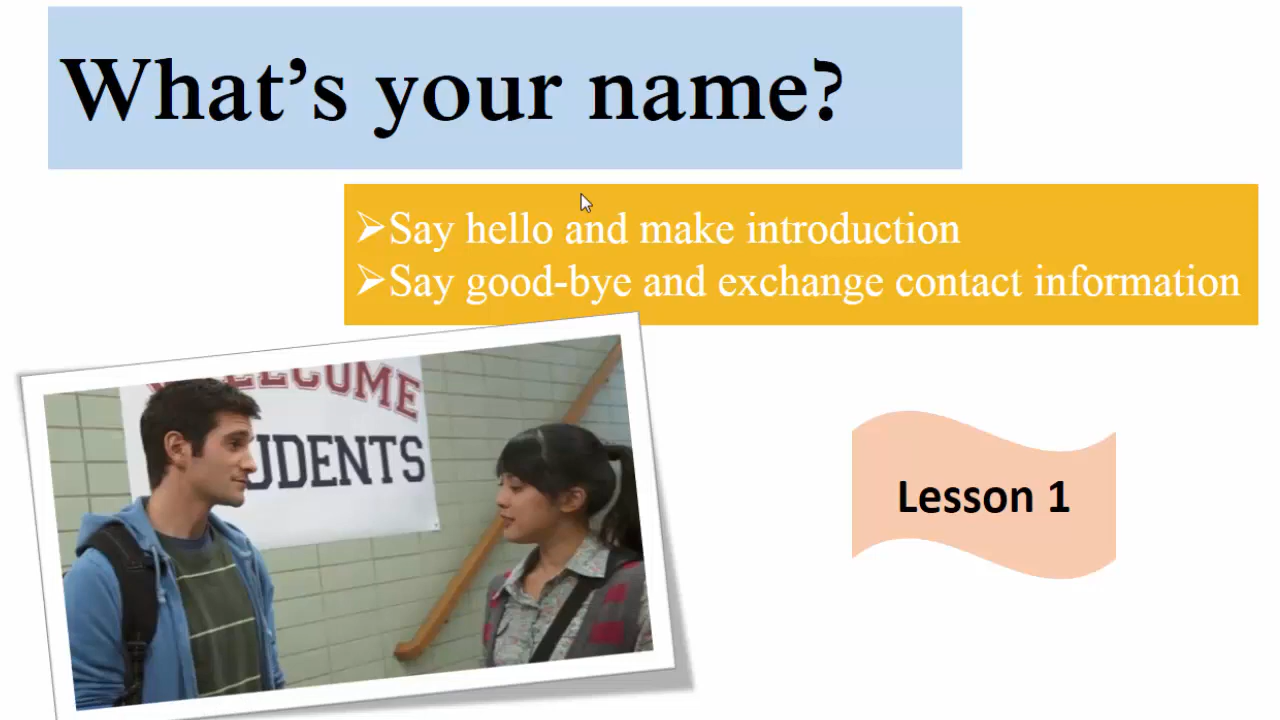 What's your name?
➢Say hello and make introduction
➢Say good-bye and exchange contact information
Lesson 1